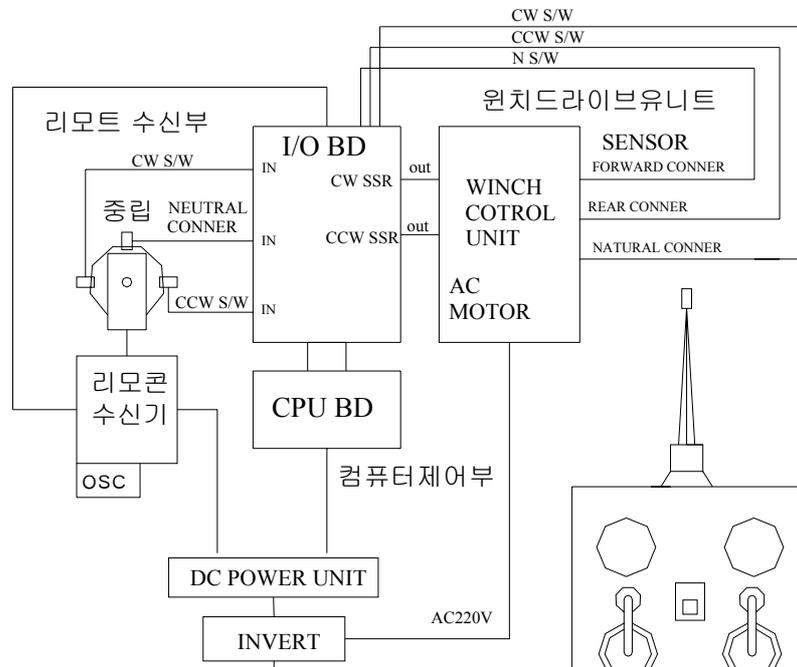 CW S/W
CCW S/W
N S/W
윈치드라이브유니트
리모트 수신부
I/O BD
SENSOR
CW S/W
IN
out
FORWARD CONNER
CW SSR
WINCH
COTROL
UNIT
중립
NEUTRAL
CONNER
REAR CONNER
IN
CCW SSR
out
NATURAL CONNER
AC
MOTOR
CCW S/W
IN
리모콘
수신기
CPU BD
OSC
컴퓨터제어부
DC POWER UNIT
INVERT
AC220V